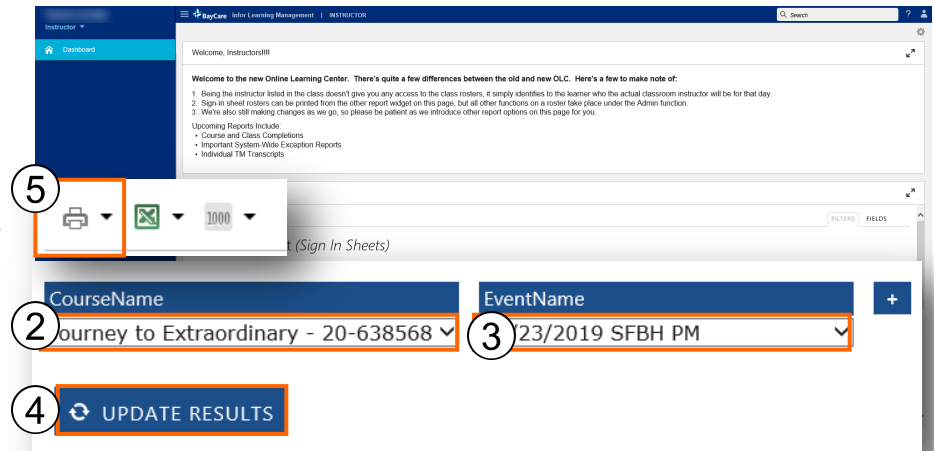 BayCare Infor Learning Management | INSTRUCTOR
Search
?
Instructor
Dashboard
Welcome, Instructors!!!!
Welcome to the new Online Learning Center. There's quite a few differences between the old and new OLC. Here's a few to make note of:
1. Being the instructor listed in the class doesn't give you any access to the class rosters, it simply identifies to the learner who the actual classroom instructor will be for that day.
2. Sign-in sheet rosters can be printed from the other report widget on this page, but all other functions on a roster take place under the Admin function.
3. We're also still making changes as we go, so please be patient as we introduce other report options on this page for you.
Upcoming Reports Include:
• Course and Class Completions
• Important System-Wide Exception Reports
• Individual TM Transcripts
5
1000
FILTERS FIELDS
(Sign In Sheets)
CourseName EventName +
2 ourney to Extraordinary - 20-638568 3 /23/2019 SFBH PM
4 UPDATE RESULTS